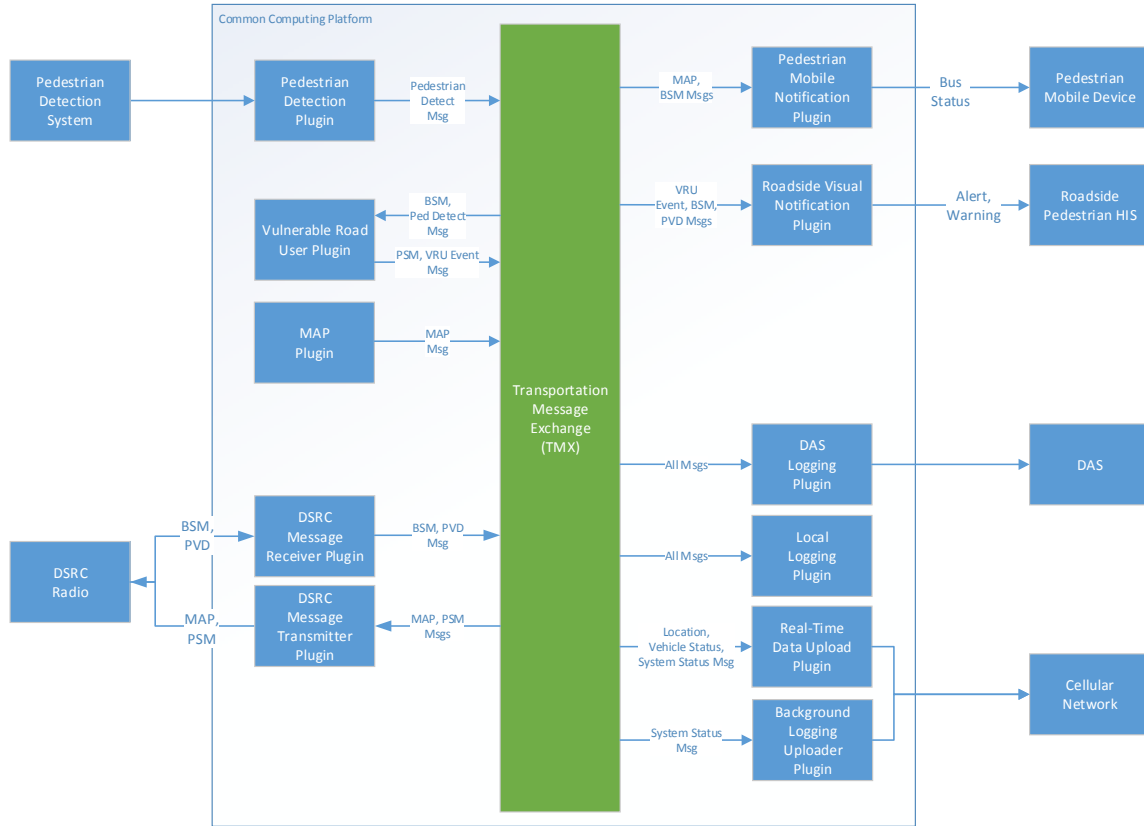 Common Computing Platform
Pedestrian
Detection
System
Pedestrian
Detection
Plugin
Pedestrian
Detect
Msg
MAP,
BSM Msgs
Pedestrian
Mobile
Notification
Plugin
Bus
Status
Pedestrian
Mobile Device
BSM,
Ped Detect
Msg
Vulnerable Road
User Plugin
PSM, VRU Event
Msg
VRU
Event, BSM,
PVD Msgs
Roadside Visual
Notification
Plugin
Alert,
Warning
Roadside
Pedestrian HIS
MAP
Plugin
MAP
Msg
Transportation
Message
Exchange
(TMX)
All Msgs
DAS
Logging
Plugin
DAS
BSM,
PVD
DSRC
Message
Receiver Plugin
BSM, PVD
Msg
All Msgs
Local
Logging
Plugin
DSRC
Radio
MAP,
PSM
DSRC
Message
Transmitter
Plugin
MAP, PSM
Msgs
Location,
Vehicle Status,
System Status Msg
Real-Time
Data Upload
Plugin
Cellular
Network
System Status
Msg
Background
Logging
Uploader
Plugin